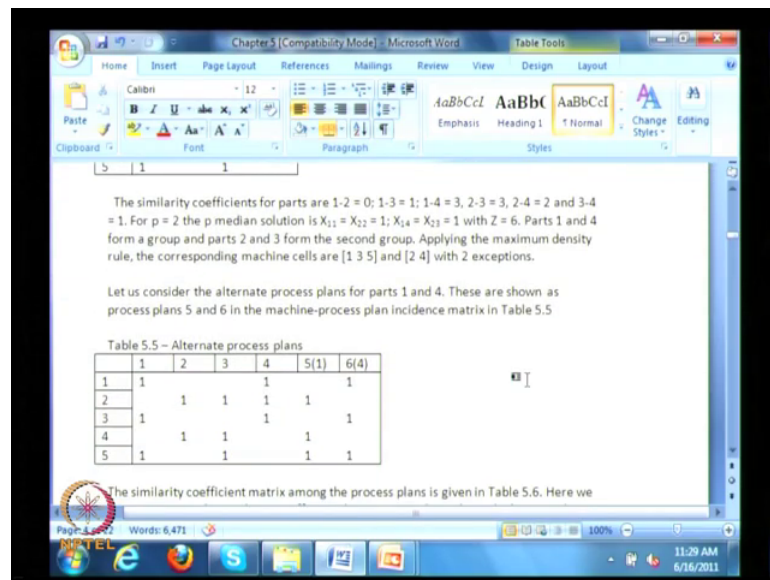 Chapter 5 [Compatibility Mode] - Microsoft Word Table Tools
Home Insert Page Layout References Mailings Review View Design Layout
Calibri 12
Paste B I U abc x, x² Aa A A AaBbCcI AaBbC AaBbCcI Change Styles Editing
Emphasis Heading 1 ¶ Normal
Clipboard Font Paragraph Styles
5 1 1
The similarity coefficients for parts are 1-2 = 0; 1-3 = 1; 1-4 = 3, 2-3 = 3, 2-4 = 2 and 3-4
= 1. For p = 2 the p median solution is X₁₁ = X₂₂ = 1; X₁₄ = X₂₃ = 1 with Z = 6. Parts 1 and 4
form a group and parts 2 and 3 form the second group. Applying the maximum density
rule, the corresponding machine cells are [1 3 5] and [2 4] with 2 exceptions.
Let us consider the alternate process plans for parts 1 and 4. These are shown as
process plans 5 and 6 in the machine-process plan incidence matrix in Table 5.5
Table 5.5 – Alternate process plans
1 2 3 4 5(1) 6(4)
1 1 1 1
2 1 1 1 1
3 1 1 1
4 1 1 1
5 1 1 1 1
The similarity coefficient matrix among the process plans is given in Table 5.6. Here we
Words: 6,471 100%
NPTEL
11:29 AM
6/16/2011